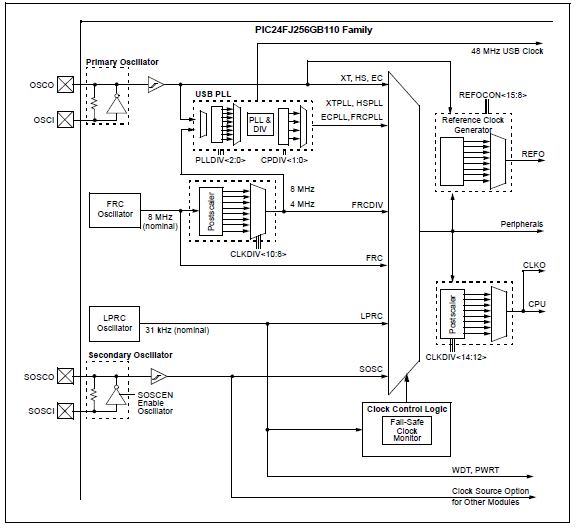 PIC24FJ256GB110 Family
48 MHz USB Clock
Primary Oscillator
OSCO
OSCI
XT, HS, EC
USB PLL
PLL &
DIV
PLLDIV<2:0>
CPDIV<1:0>
XTPLL, HSPLL
ECPLL, FRCPLL
REFOCON<15:8>
Reference Clock
Generator
REFO
FRC
Oscillator
8 MHz
(nominal)
Postscaler
8 MHz
4 MHz
CLKDIV<10:8>
FRCDIV
Peripherals
FRC
CLKO
CPU
Postscaler
CLKDIV<14:12>
LPRC
Oscillator
31 kHz (nominal)
LPRC
Secondary Oscillator
SOSCO
SOSCI
SOSCEN
Enable
Oscillator
SOSC
Clock Control Logic
Fail-Safe
Clock
Monitor
WDT, PWRT
Clock Source Option
for Other Modules